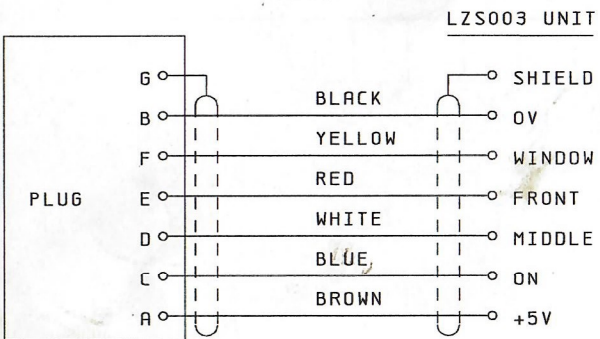 LZS003 UNIT
G SHIELD
BLACK
B 0V
YELLOW
F WINDOW
RED
PLUG E FRONT
WHITE
D MIDDLE
BLUE
C ON
BROWN
A +5V